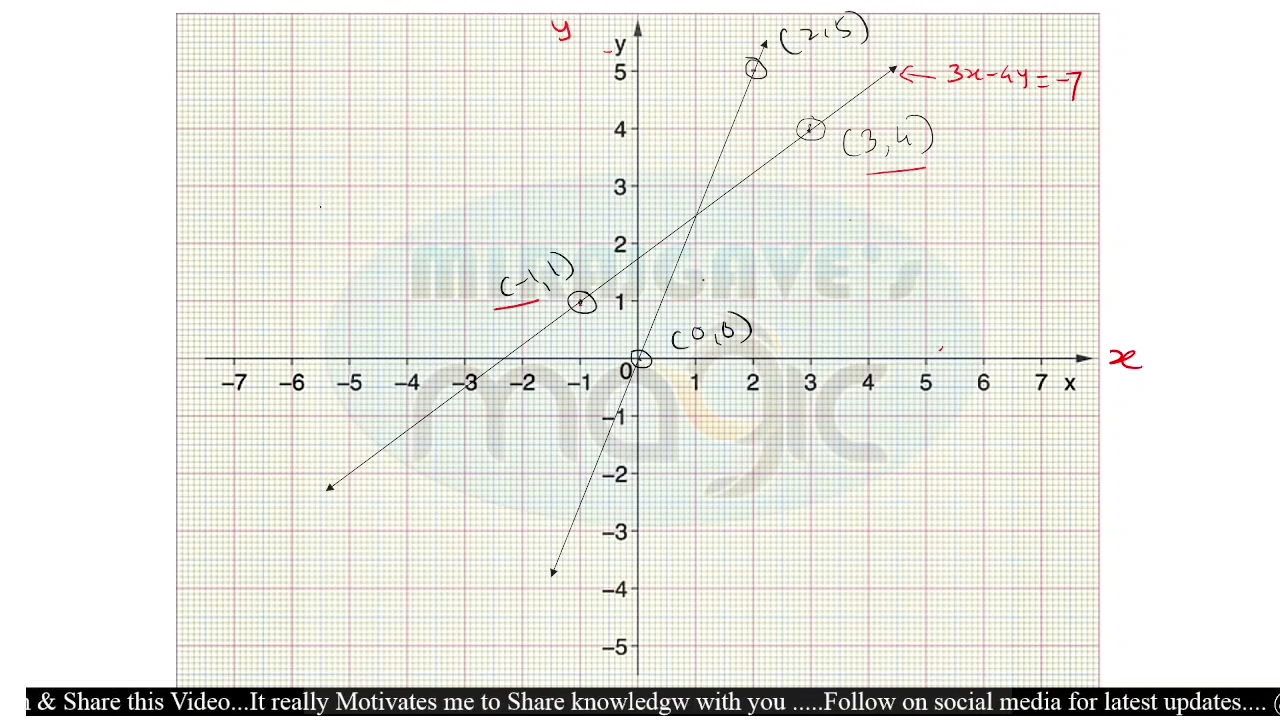 y
(2,5)
y
5
3x-4y=-7
4
(3,4)
3
2
(-1,1)
1
(0,0)
x
0
-7 -6 -5 -4 -3 -2 -1 1 2 3 4 5 6 7 x
-1
magic
-2
-3
-4
-5
& Share this Video...It really Motivates me to Share knowledgw with you .....Follow on social media for latest updates.... (